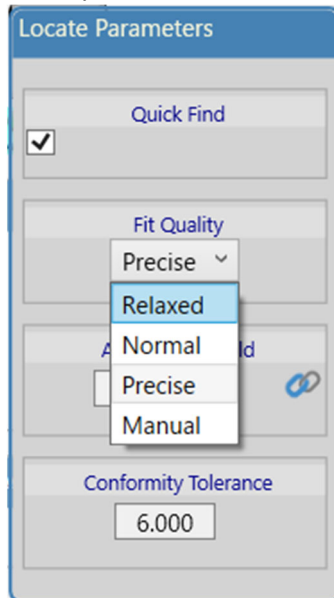 Locate Parameters
Quick Find
Fit Quality
Precise
Relaxed
Normal
Precise
Manual
Conformity Tolerance
6.000